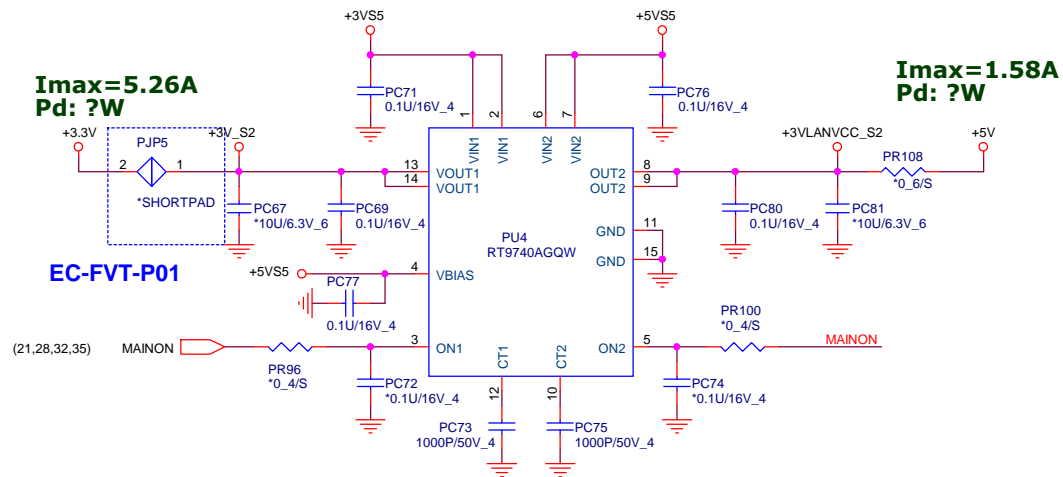 +3VS5
+5VS5
Imax=5.26A
Pd: ?W
Imax=1.58A
Pd: ?W
PC71
0.1U/16V_4
PC76
0.1U/16V_4
1
2
6
7
VIN1
VIN1
VIN2
VIN2
+3.3V
PJP5
+3V_S2
+3VLANVCC_S2
+5V
PR108
*0_6/S
2
1
*SHORTPAD
13
VOUT1
14
VOUT1
OUT2
8
OUT2
9
PC67
*10U/6.3V_6
PC69
0.1U/16V_4
PC80
0.1U/16V_4
PC81
*10U/6.3V_6
PU4
RT9740AGQW
GND
11
GND
15
EC-FVT-P01
+5VS5
4
VBIAS
PC77
0.1U/16V_4
(21,28,32,35)
MAINON
PR96
*0_4/S
3
ON1
CT1
CT2
ON2
5
PR100
*0_4/S
MAINON
PC72
*0.1U/16V_4
12
10
PC74
*0.1U/16V_4
PC73
1000P/50V_4
PC75
1000P/50V_4